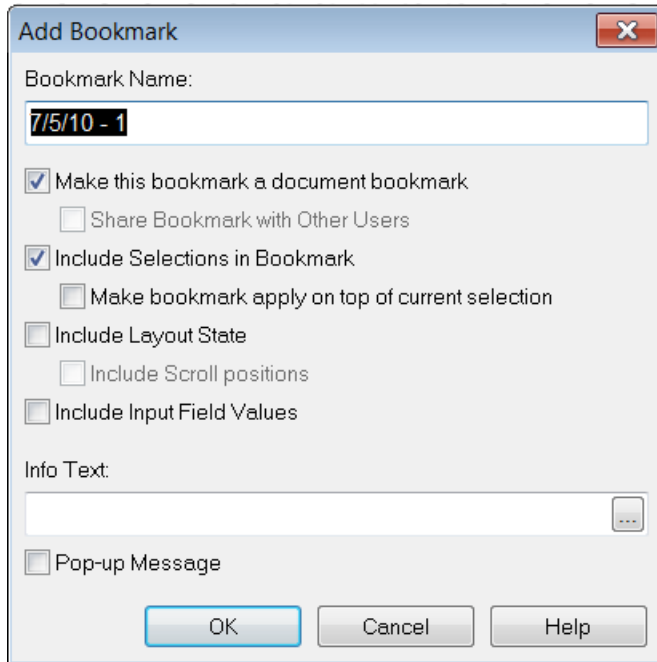 Add Bookmark
Bookmark Name:
7/5/10 - 1
Make this bookmark a document bookmark
Share Bookmark with Other Users
Include Selections in Bookmark
Make bookmark apply on top of current selection
Include Layout State
Include Scroll positions
Include Input Field Values
Info Text:
...
Pop-up Message
OK Cancel Help